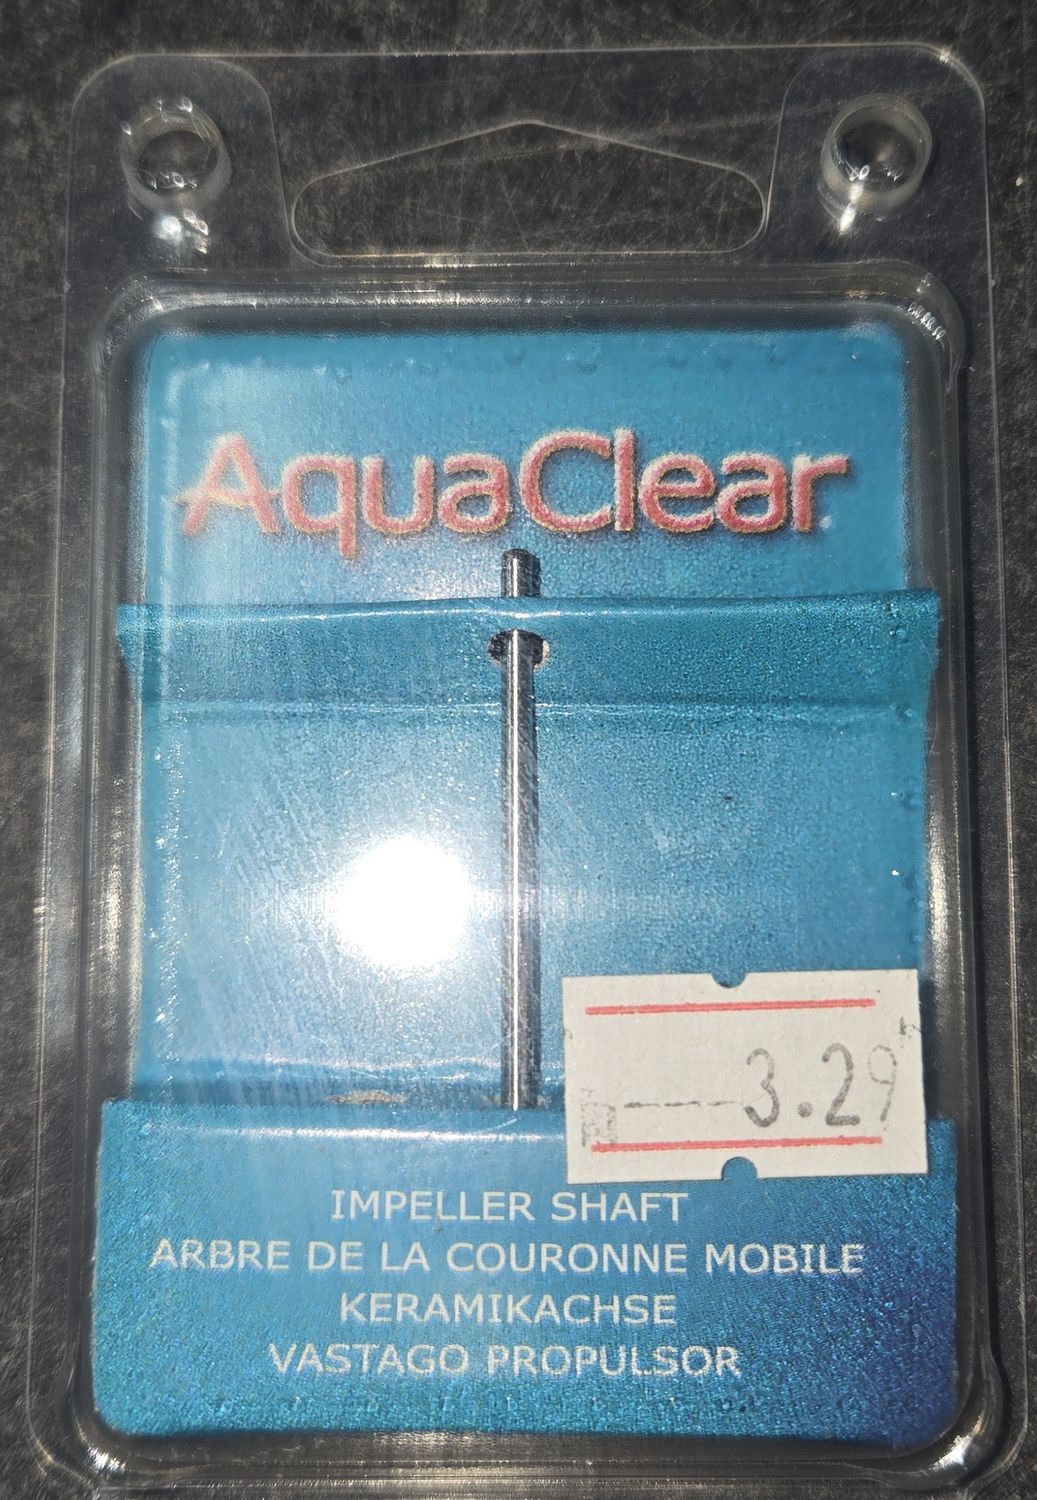 AquaClear
3.29
IMPELLER SHAFT
ARBRE DE LA COURONNE MOBILE
KERAMIKACHSE
VASTAGO PROPULSOR